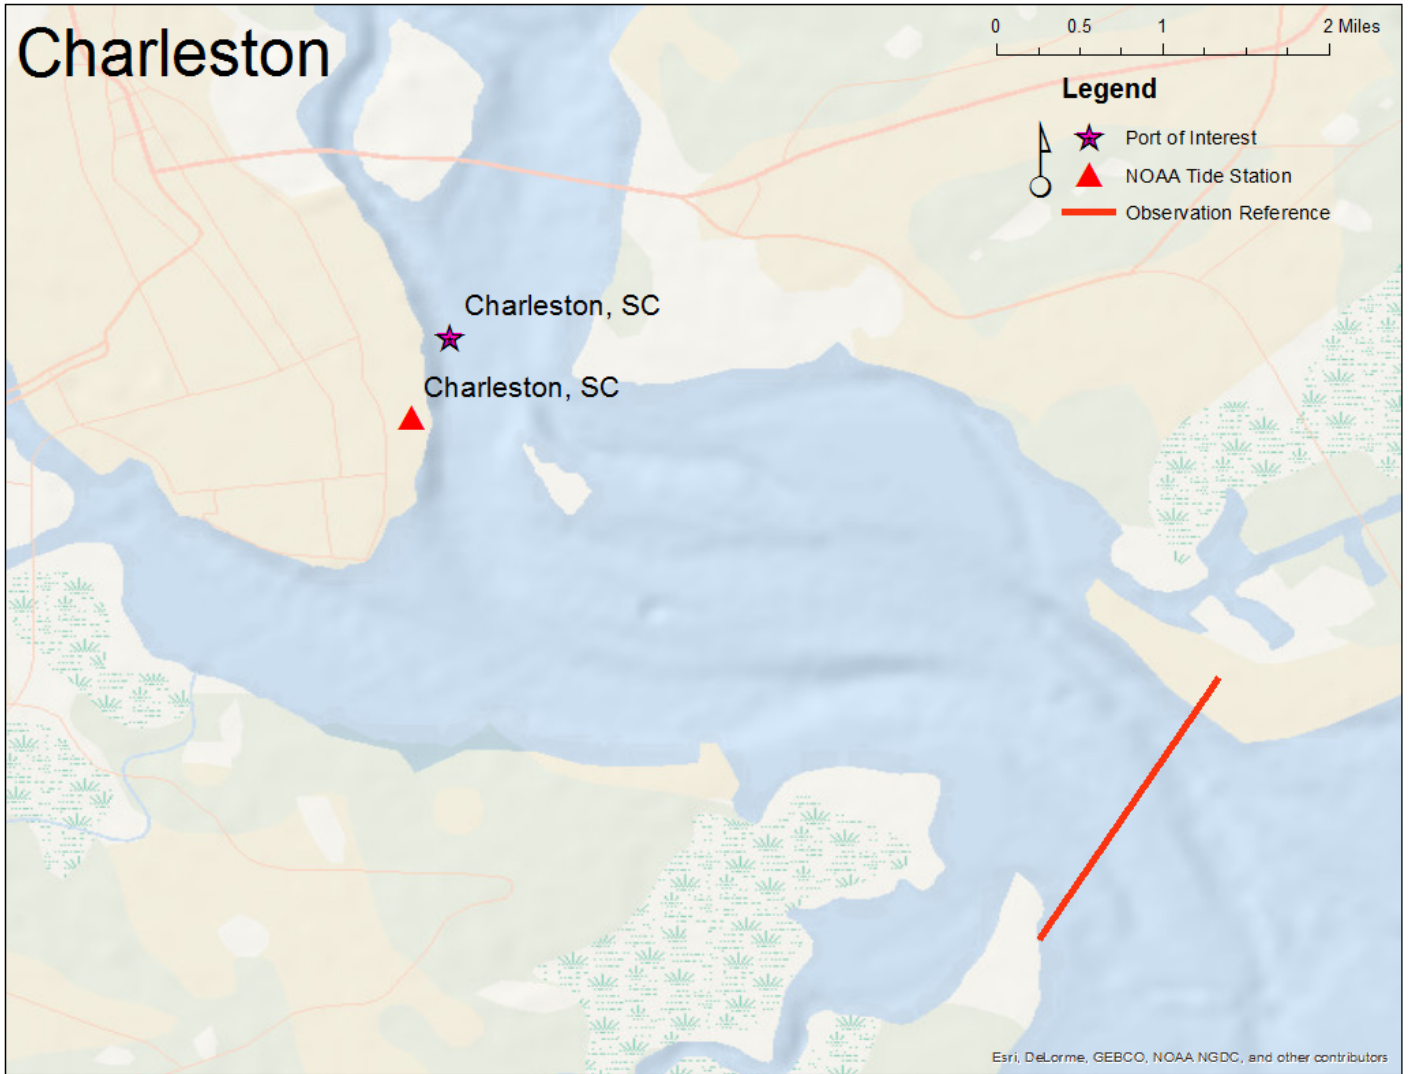 Charleston
0 0.5 1 2 Miles
Legend
Port of Interest
NOAA Tide Station
Observation Reference
Charleston, SC
Charleston, SC
Esri, DeLorme, GEBCO, NOAA NGDC, and other contributors